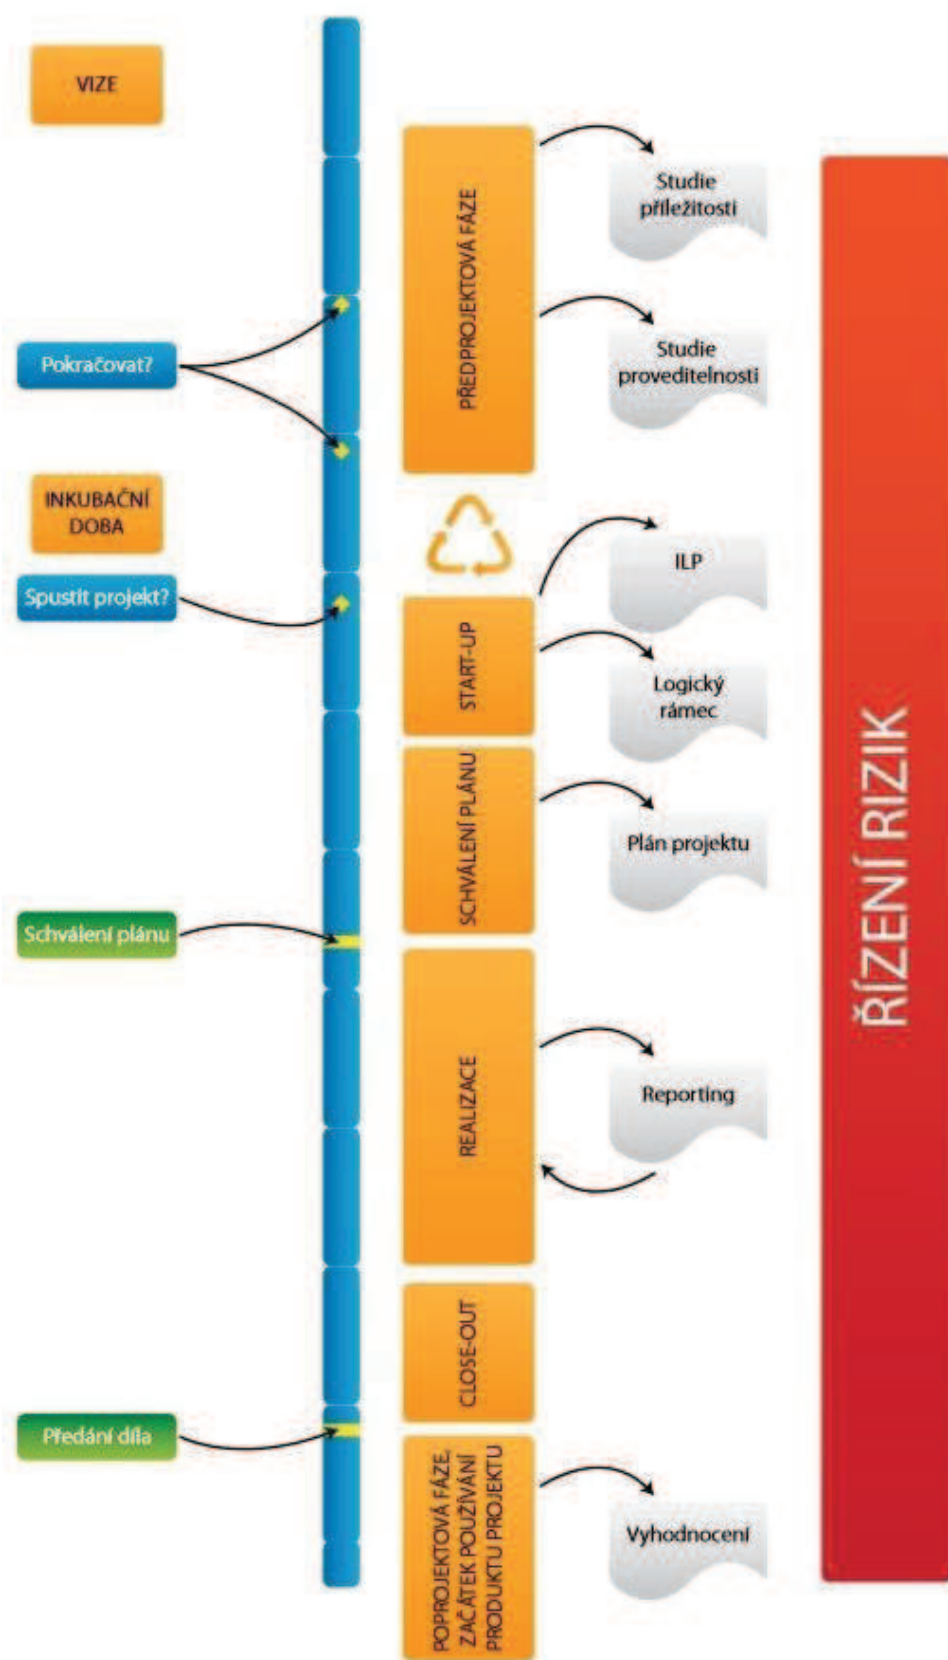 VIZE
PŘEDPROJEKTOVÁ FÁZE
Studie
příležitosti
Pokračovat?
Studie
proveditelnosti
INKUBAČNÍ
DOBA
ILP
Spustit projekt?
START-UP
Logický
rámec
SCHVÁLENÍ PLÁNU
Plán projektu
Schválení plánu
REALIZACE
Reporting
CLOSE-OUT
Předání díla
POPROJEKTOVÁ FÁZE,
ZAČÁTEK POUŽÍVÁNÍ
PRODUKTU PROJEKTU
Vyhodnocení
ŘÍZENÍ RIZIK